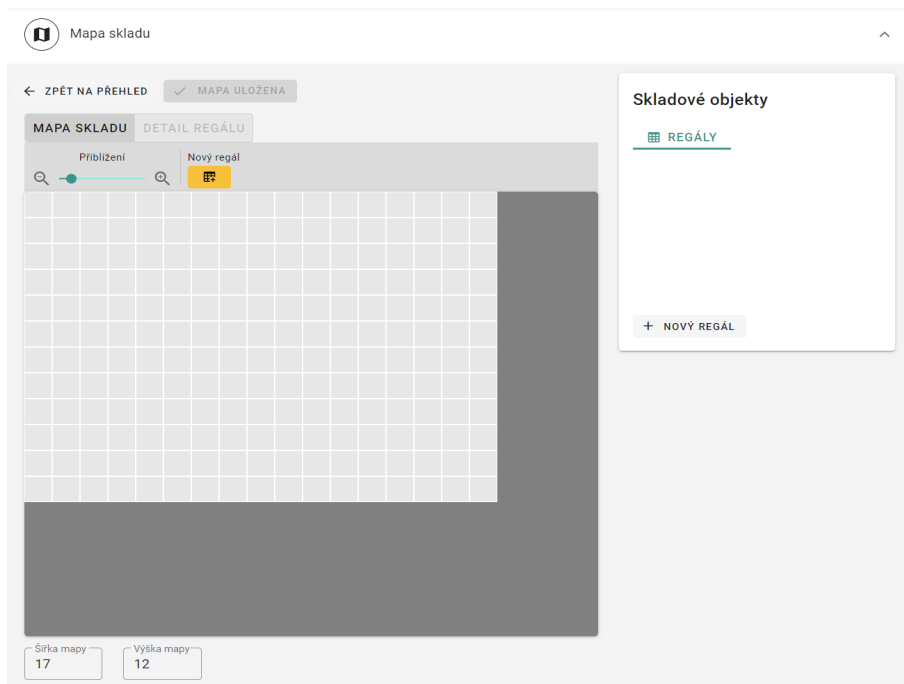 Mapa skladu
ZPĚT NA PŘEHLED
MAPA ULOŽENA
MAPA SKLADU
DETAIL REGÁLU
Přiblížení
Nový regál
Šířka mapy
17
Výška mapy
12
Skladové objekty
REGÁLY
+ NOVÝ REGÁL